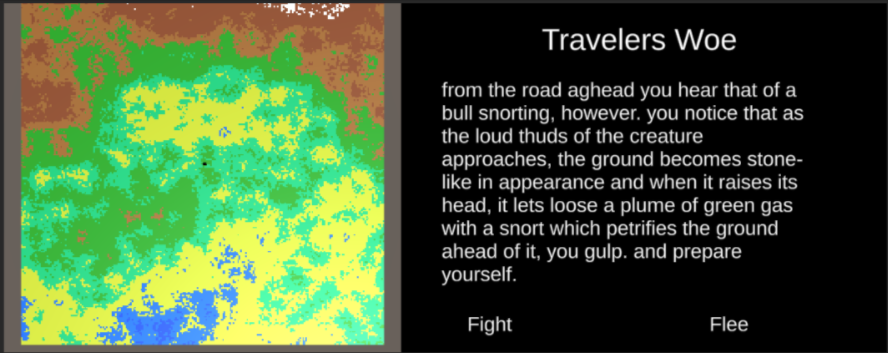 Travelers Woe
from the road aghead you hear that of a
bull snorting, however. you notice that as
the loud thuds of the creature
approaches, the ground becomes stone-
like in appearance and when it raises its
head, it lets loose a plume of green gas
with a snort which petrifies the ground
ahead of it, you gulp. and prepare
yourself.
Fight Flee